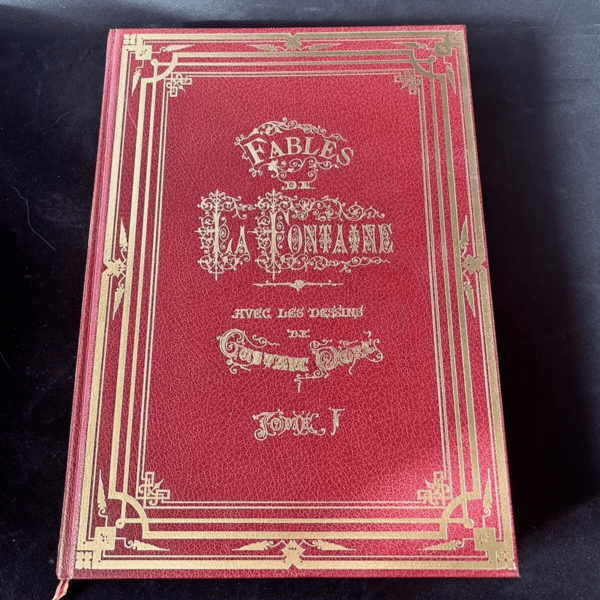 FABLES
DE
LA FONTAINE
AVEC LES DESSINS
DE
GUSTAVE DORÉ
TOME I